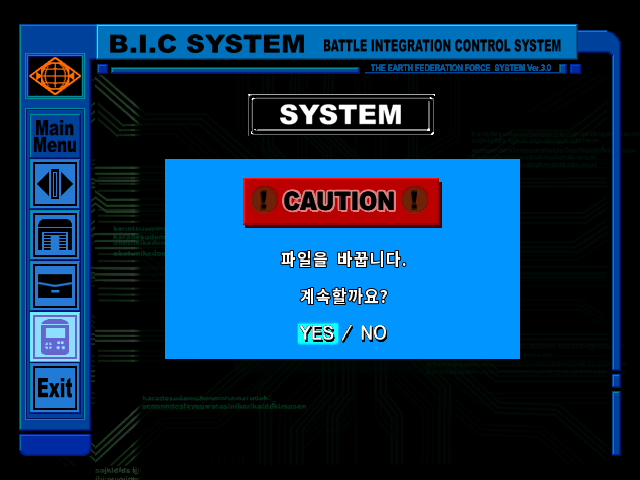 B.I.C SYSTEM BATTLE INTEGRATION CONTROL SYSTEM
THE EARTH FEDERATION FORCE SYSTEM Ver.3.0
SYSTEM
Main
Menu
! CAUTION !
파일을 바꿉니다.
계속할까요?
YES / NO
Exit